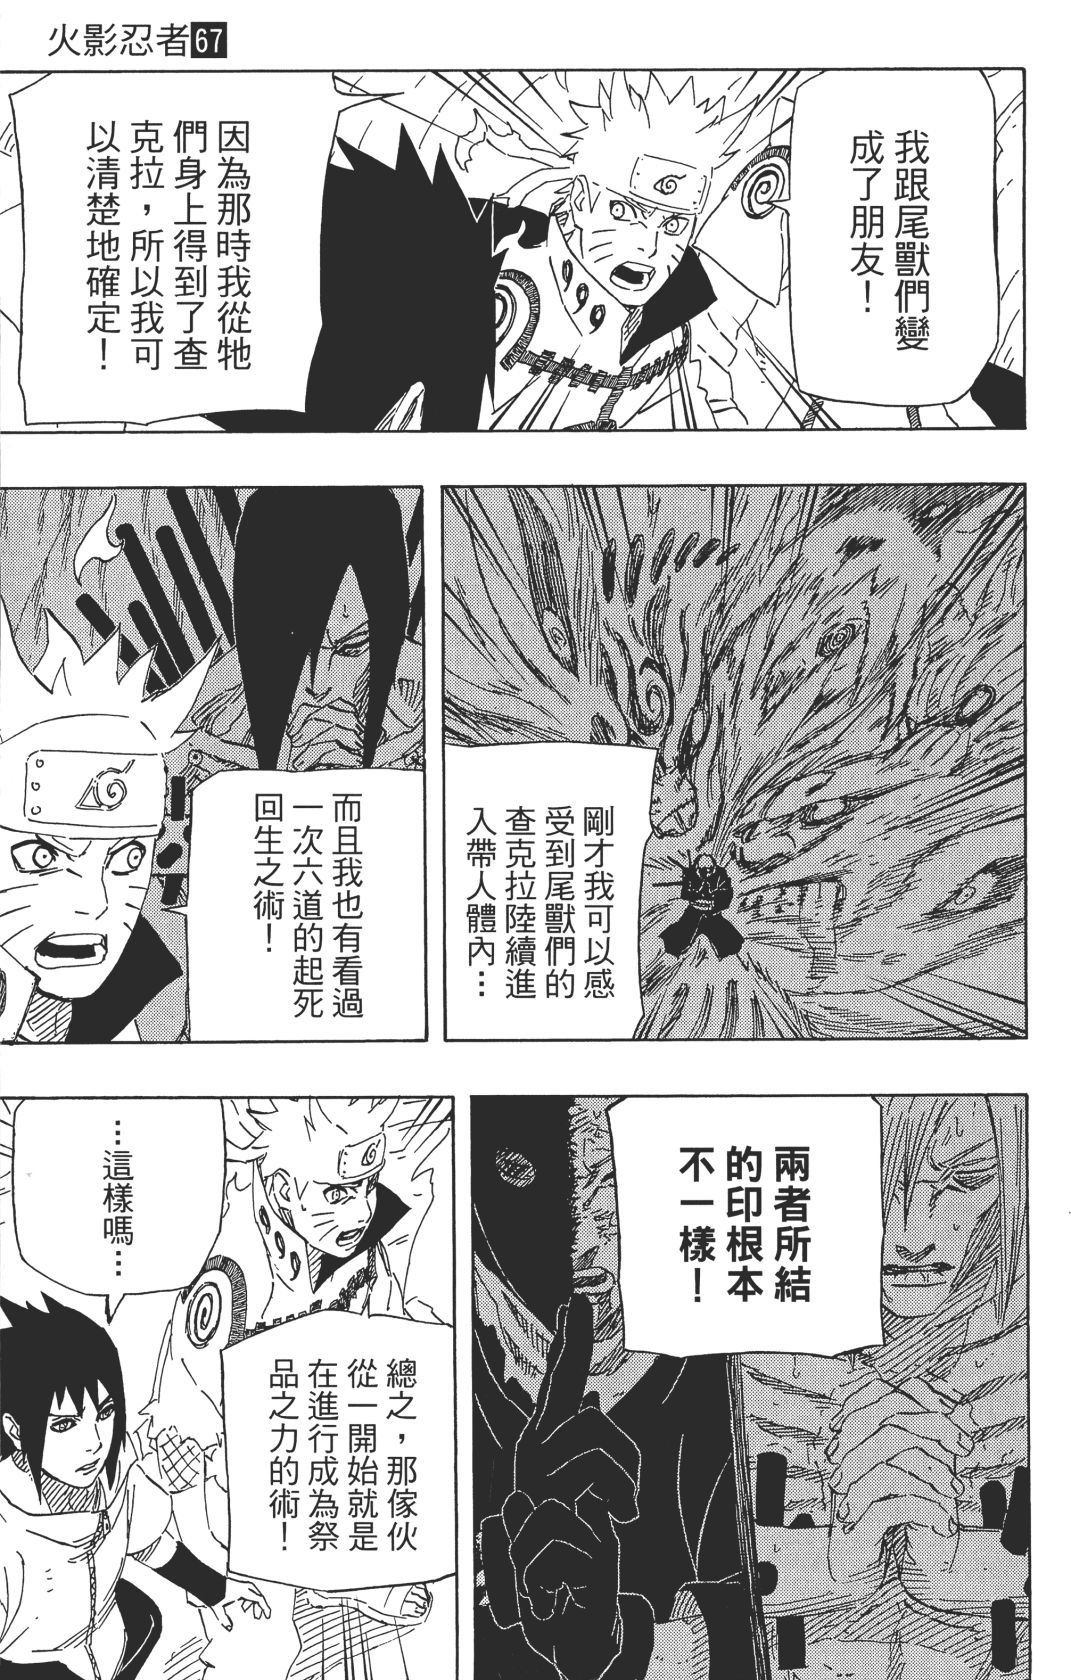 火影忍者67
我跟尾獸們變
成了朋友！
因為那時我從牠
們身上得到了查
克拉，所以我可
以清楚地確定！
剛才我可以感
受到尾獸們的
查克拉陸續進
入帶人體內…
而且我也有看過
一次六道的起死
回生之術！
兩者所結
的印根本
不一樣！
總之，那傢伙
從一開始就是
在進行成為祭
品之力的術！
…這樣嗎…